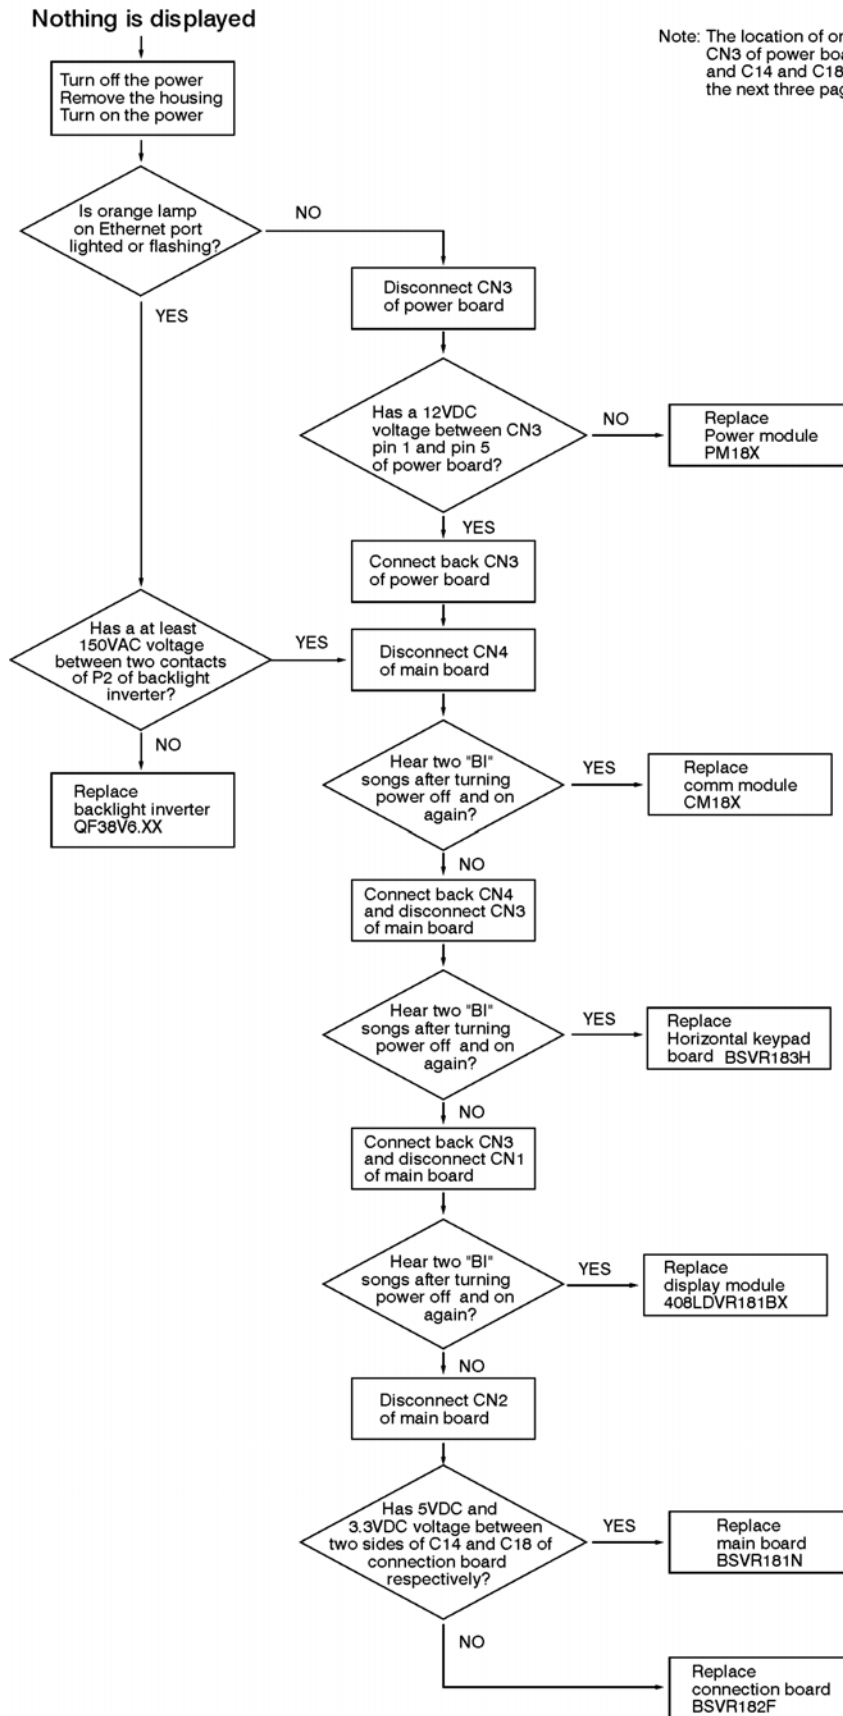 Nothing is displayed
Note: The location of or
CN3 of power boa
and C14 and C18
the next three pag
Turn off the power
Remove the housing
Turn on the power
Is orange lamp
on Ethernet port
lighted or flashing?
NO
YES
Disconnect CN3
of power board
Has a 12VDC
voltage between CN3
pin 1 and pin 5
of power board?
NO
Replace
Power module
PM18X
YES
Connect back CN3
of power board
Has a at least
150VAC voltage
between two contacts
of P2 of backlight
inverter?
YES
Disconnect CN4
of main board
NO
Replace
backlight inverter
QF38V6.XX
Hear two "BI"
songs after turning
power off and on
again?
YES
Replace
comm module
CM18X
NO
Connect back CN4
and disconnect CN3
of main board
Hear two "BI"
songs after turning
power off and on
again?
YES
Replace
Horizontal keypad
board BSVR183H
NO
Connect back CN3
and disconnect CN1
of main board
Hear two "BI"
songs after turning
power off and on
again?
YES
Replace
display module
408LDVR181BX
NO
Disconnect CN2
of main board
Has 5VDC and
3.3VDC voltage between
two sides of C14 and C18 of
connection board
respectively?
YES
Replace
main board
BSVR181N
NO
Replace
connection board
BSVR182F